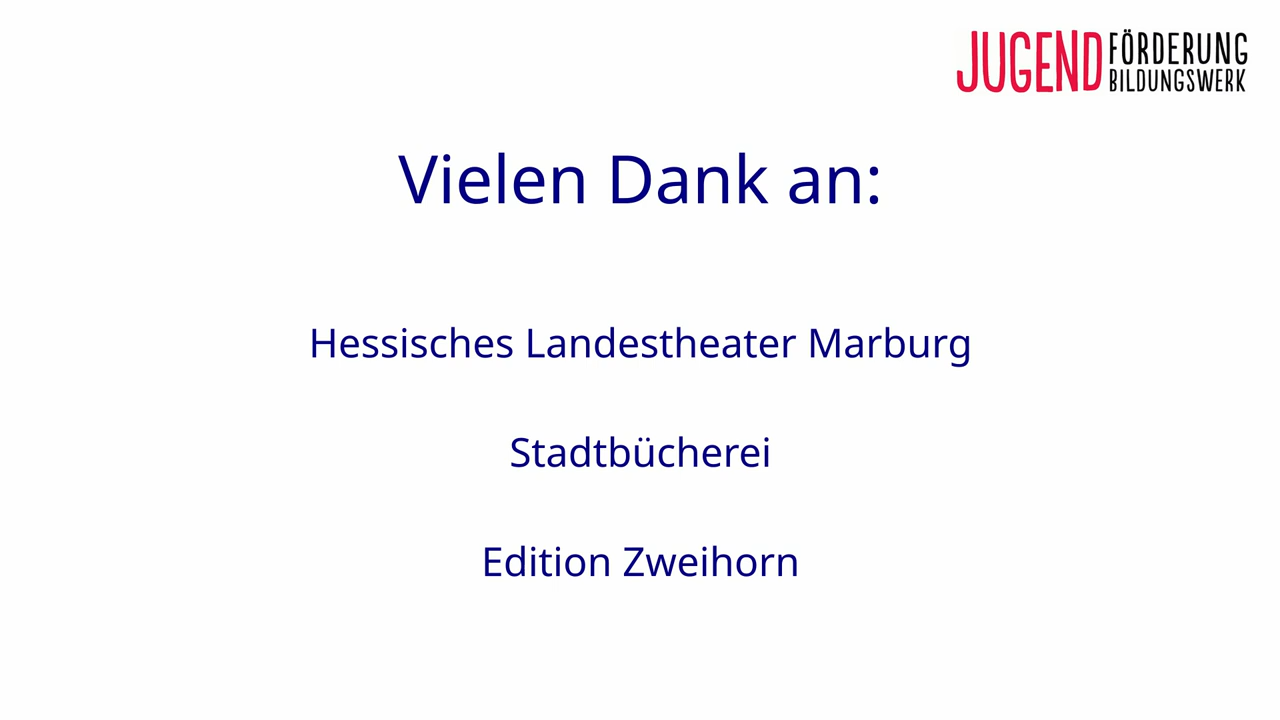 JUGEND FÖRDERUNG
BILDUNGSWERK
Vielen Dank an:
Hessisches Landestheater Marburg
Stadtbücherei
Edition Zweihorn